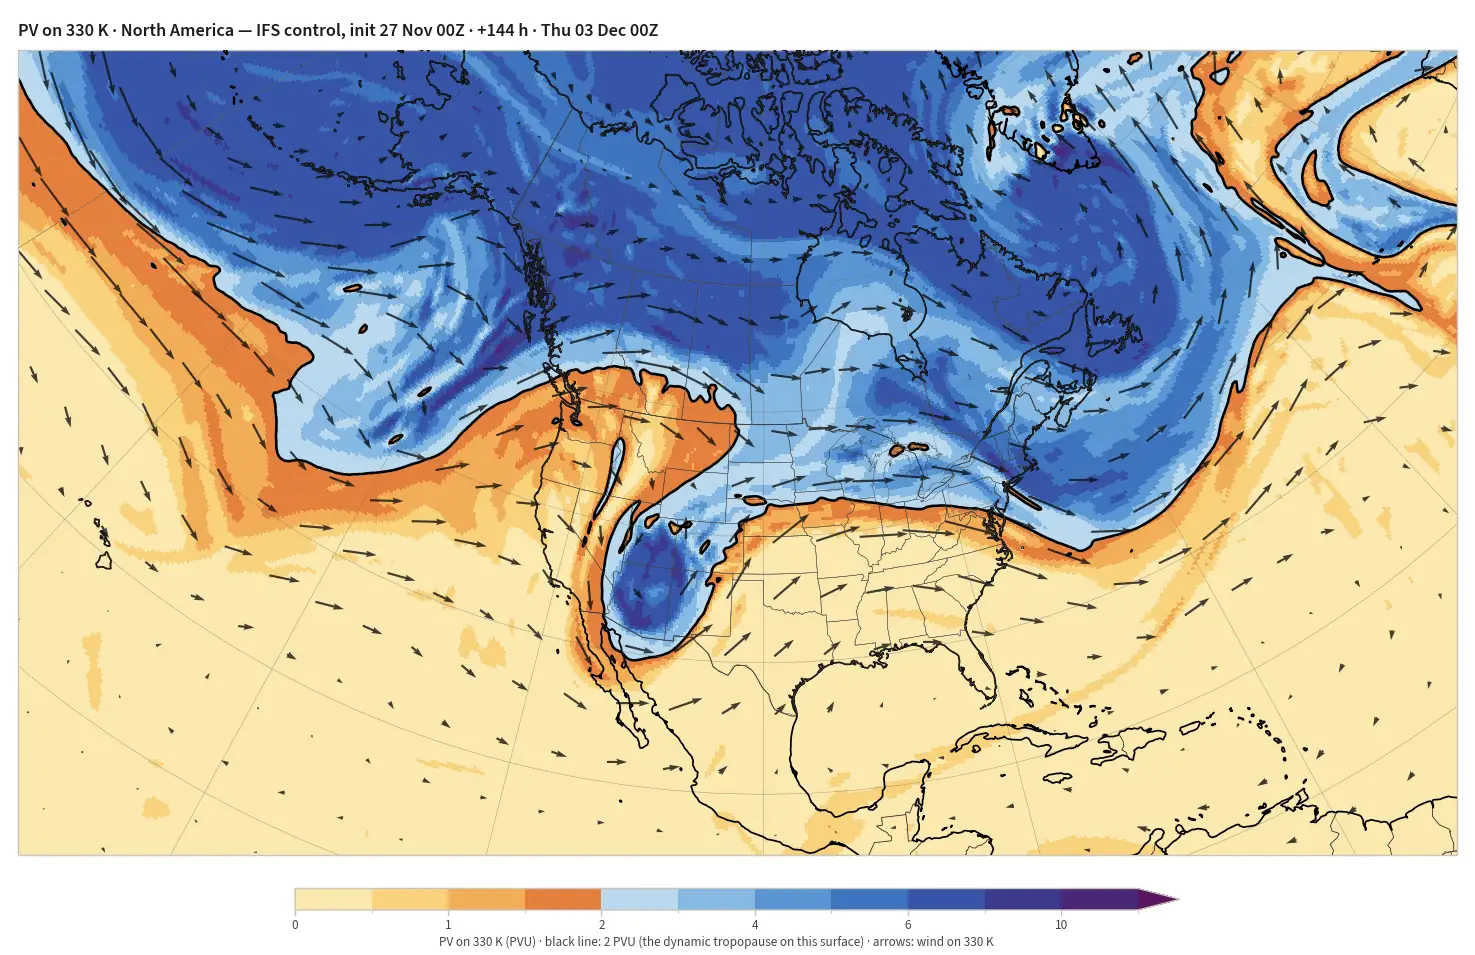 PV on 330 K · North America — IFS control, init 27 Nov 00Z · +144 h · Thu 03 Dec 00Z
0 1 2 4 6 10
PV on 330 K (PVU) · black line: 2 PVU (the dynamic tropopause on this surface) · arrows: wind on 330 K